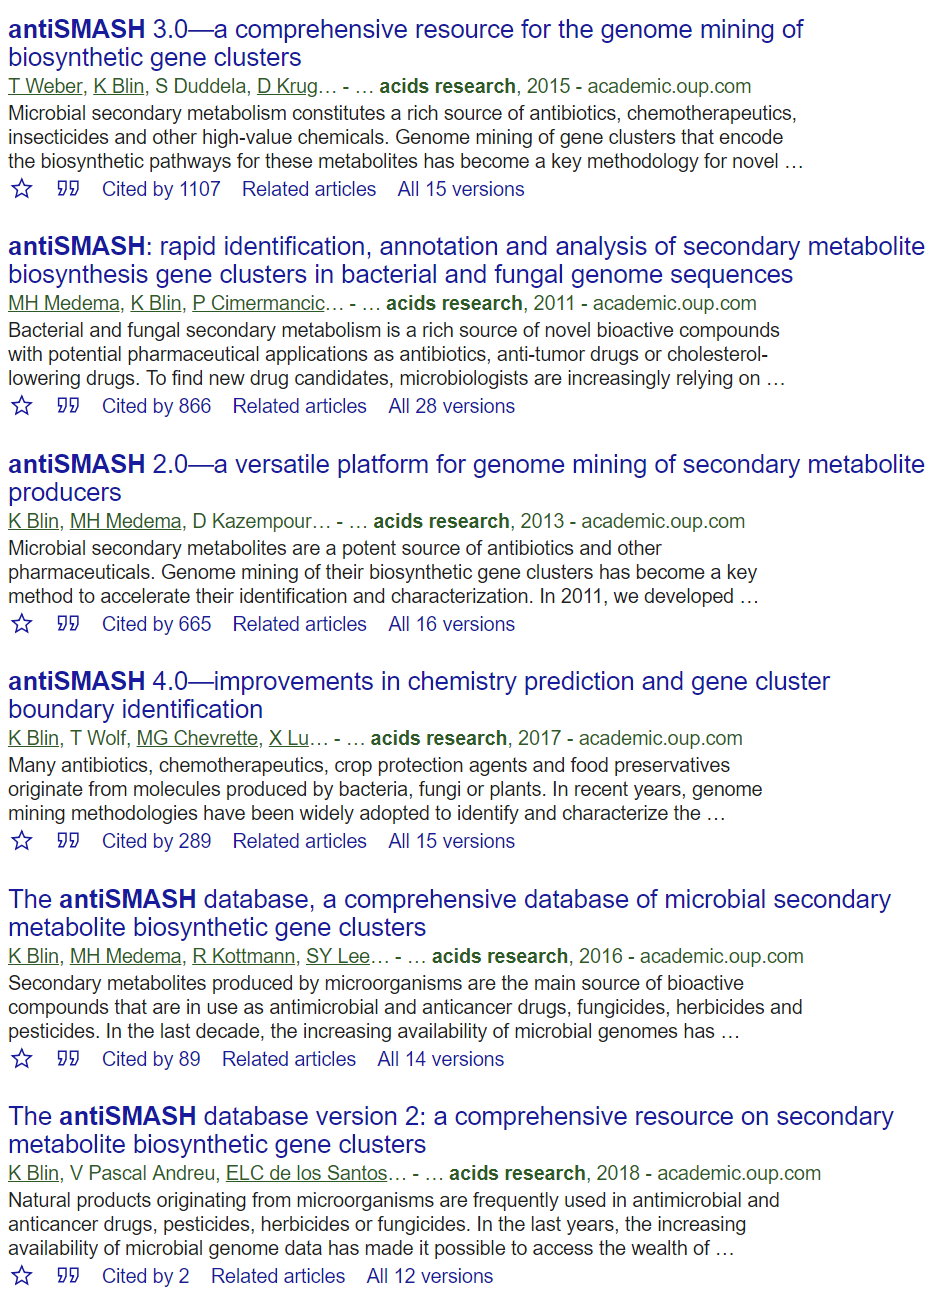 antiSMASH 3.0—a comprehensive resource for the genome mining of
biosynthetic gene clusters
T Weber, K Blin, S Duddela, D Krug… - … acids research, 2015 - academic.oup.com
Microbial secondary metabolism constitutes a rich source of antibiotics, chemotherapeutics,
insecticides and other high-value chemicals. Genome mining of gene clusters that encode
the biosynthetic pathways for these metabolites has become a key methodology for novel …
Cited by 1107 Related articles All 15 versions
antiSMASH: rapid identification, annotation and analysis of secondary metabolite
biosynthesis gene clusters in bacterial and fungal genome sequences
MH Medema, K Blin, P Cimermancic… - … acids research, 2011 - academic.oup.com
Bacterial and fungal secondary metabolism is a rich source of novel bioactive compounds
with potential pharmaceutical applications as antibiotics, anti-tumor drugs or cholesterol-
lowering drugs. To find new drug candidates, microbiologists are increasingly relying on …
Cited by 866 Related articles All 28 versions
antiSMASH 2.0—a versatile platform for genome mining of secondary metabolite
producers
K Blin, MH Medema, D Kazempour… - … acids research, 2013 - academic.oup.com
Microbial secondary metabolites are a potent source of antibiotics and other
pharmaceuticals. Genome mining of their biosynthetic gene clusters has become a key
method to accelerate their identification and characterization. In 2011, we developed …
Cited by 665 Related articles All 16 versions
antiSMASH 4.0—improvements in chemistry prediction and gene cluster
boundary identification
K Blin, T Wolf, MG Chevrette, X Lu… - … acids research, 2017 - academic.oup.com
Many antibiotics, chemotherapeutics, crop protection agents and food preservatives
originate from molecules produced by bacteria, fungi or plants. In recent years, genome
mining methodologies have been widely adopted to identify and characterize the …
Cited by 289 Related articles All 15 versions
The antiSMASH database, a comprehensive database of microbial secondary
metabolite biosynthetic gene clusters
K Blin, MH Medema, R Kottmann, SY Lee… - … acids research, 2016 - academic.oup.com
Secondary metabolites produced by microorganisms are the main source of bioactive
compounds that are in use as antimicrobial and anticancer drugs, fungicides, herbicides and
pesticides. In the last decade, the increasing availability of microbial genomes has …
Cited by 89 Related articles All 14 versions
The antiSMASH database version 2: a comprehensive resource on secondary
metabolite biosynthetic gene clusters
K Blin, V Pascal Andreu, ELC de los Santos… - … acids research, 2018 - academic.oup.com
Natural products originating from microorganisms are frequently used in antimicrobial and
anticancer drugs, pesticides, herbicides or fungicides. In the last years, the increasing
availability of microbial genome data has made it possible to access the wealth of …
Cited by 2 Related articles All 12 versions